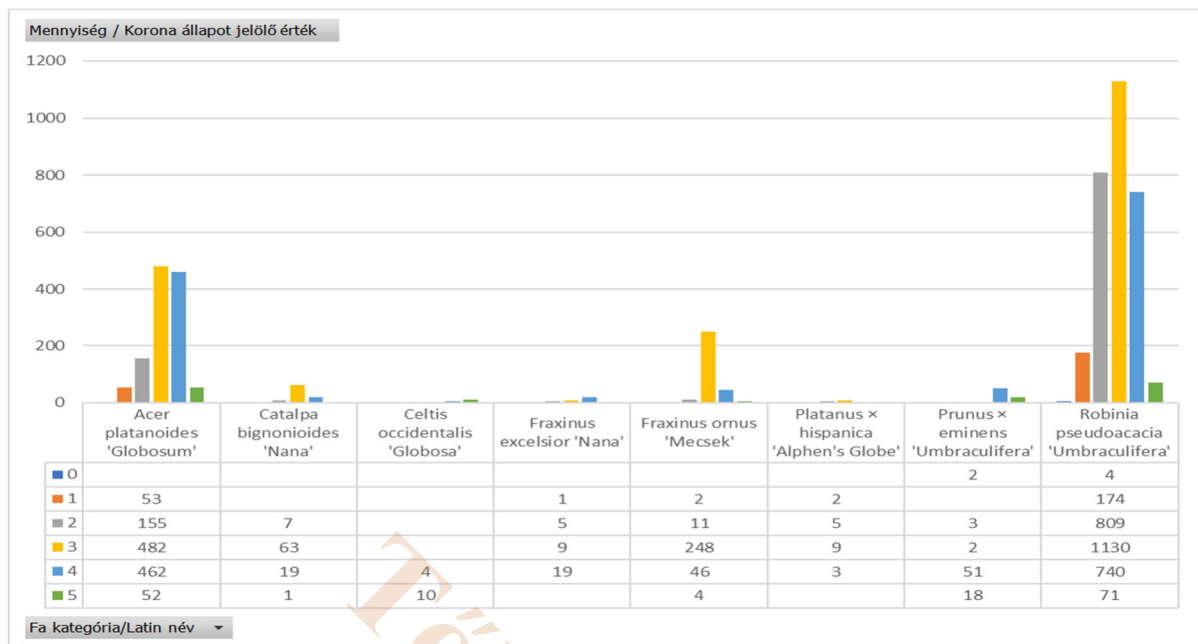 Mennyiség / Korona állapot jelölő érték
1200
1000
800
600
400
200
0
Acer platanoides 'Globosum' Catalpa bignonioides 'Nana' Celtis occidentalis 'Globosa' Fraxinus excelsior 'Nana' Fraxinus ornus 'Mecsek' Platanus × hispanica 'Alphen's Globe' Prunus × eminens 'Umbraculifera' Robinia pseudoacacia 'Umbraculifera'
0 2 4
1 53 1 2 2 174
2 155 7 5 11 5 3 809
3 482 63 9 248 9 2 1130
4 462 19 4 19 46 3 51 740
5 52 1 10 4 18 71
Fa kategória/Latin név